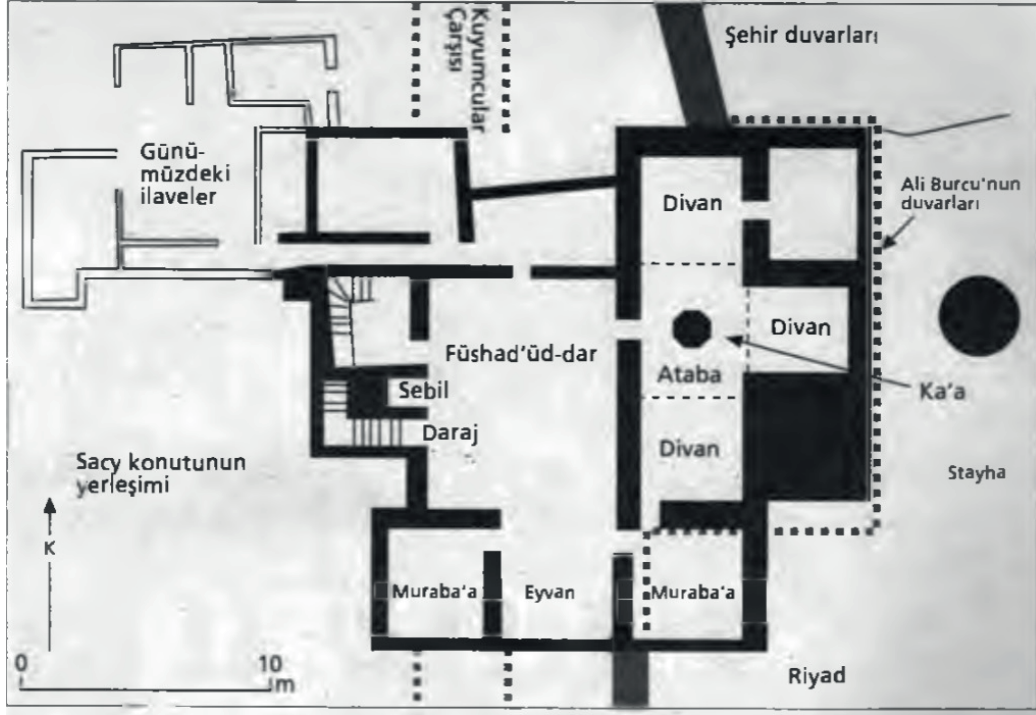 Kuyumcular
Çarşısı
Şehir duvarları
Günü-
müzdeki
ilaveler
Divan
Ali Burcu'nun
duvarları
Divan
Füshad'üd-dar
Ataba
Ka'a
Sebil
Daraj
Divan
Sacy konutunun
yerleşimi
Stayha
K
Muraba'a
Eyvan
Muraba'a
0
10
m
Riyad